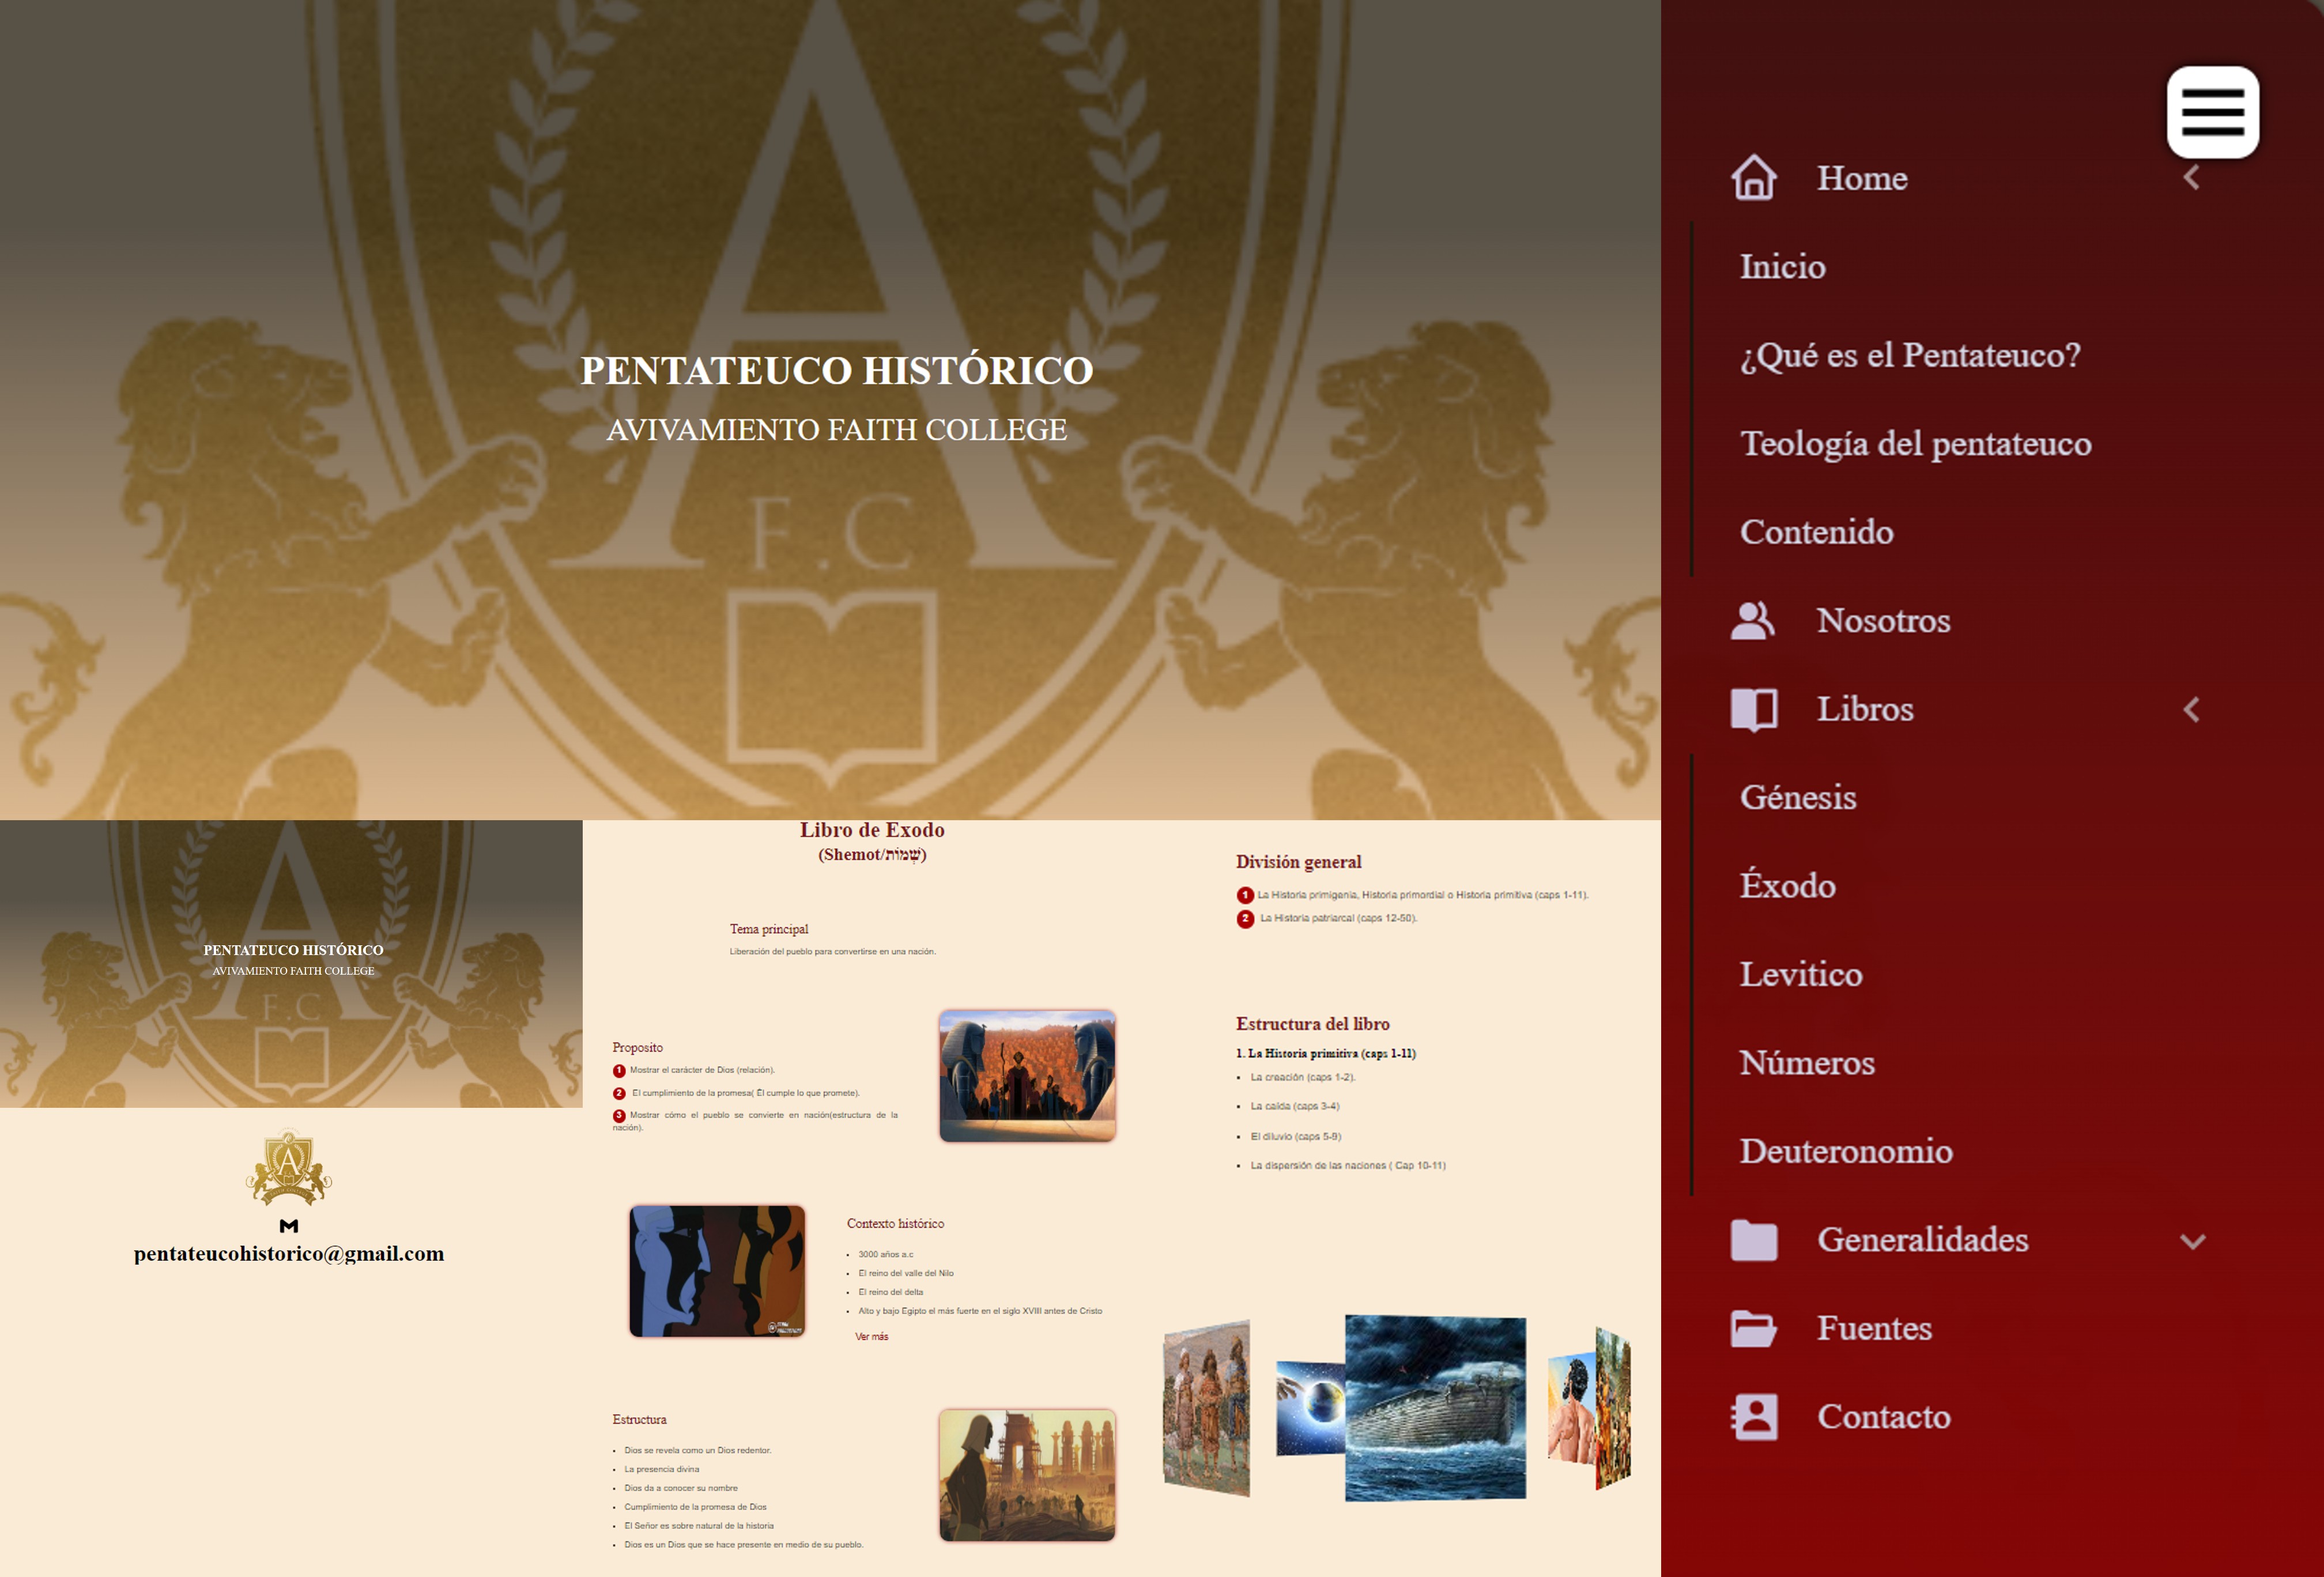 A
F.C
PENTATEUCO HISTÓRICO
AVIVAMIENTO FAITH COLLEGE
Home
Inicio
¿Qué es el Pentateuco?
Teología del pentateuco
Contenido
Nosotros
Libros
Génesis
Éxodo
Levitico
Números
Deuteronomio
Generalidades
Fuentes
Contacto
A
F.C
PENTATEUCO HISTÓRICO
AVIVAMIENTO FAITH COLLEGE
A
pentateucohistorico@gmail.com
Libro de Exodo
(Shemot/שְׁמוֹת)
Tema principal
Liberación del pueblo para convertirse en una nación.
Proposito
1 Mostrar el carácter de Dios (relación).
2 El cumplimiento de la promesa( Él cumple lo que promete).
3 Mostrar cómo el pueblo se convierte en nación(estructura de la
nación).
Contexto histórico
• 3000 años a.c
• El reino del valle del Nilo
• El reino del delta
• Alto y bajo Egipto el más fuerte en el siglo XVIII antes de Cristo
Ver más
Estructura
• Dios se revela como un Dios redentor.
• La presencia divina
• Dios da a conocer su nombre
• Cumplimiento de la promesa de Dios
• El Señor es sobre natural de la historia
• Dios es un Dios que se hace presente en medio de su pueblo.
División general
1 La Historia primigenia, Historia primordial o Historia primitiva (caps 1-11).
2 La Historia patriarcal (caps 12-50).
Estructura del libro
1. La Historia primitiva (caps 1-11)
• La creación (caps 1-2).
• La caída (caps 3-4)
• El diluvio (caps 5-9)
• La dispersión de las naciones ( Cap 10-11)